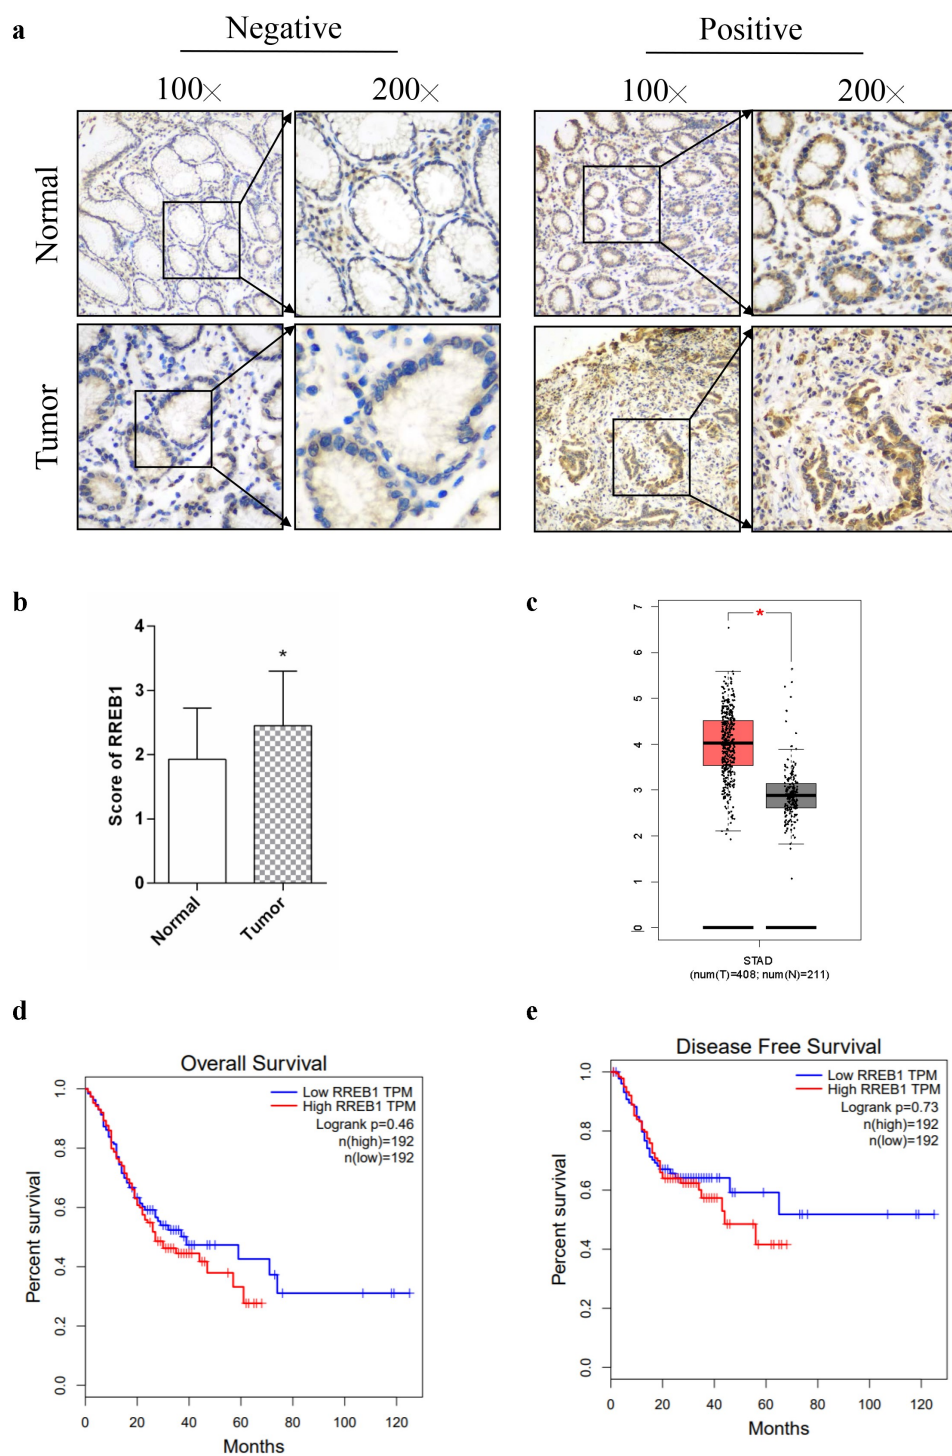 a
Negative
Positive
100×
200×
100×
200×
Normal
Tumor
b
Score of RREB1
4
3
2
1
0
*
Normal
Tumor
c
7
6
5
4
3
2
1
0
*
STAD
(num(T)=408; num(N)=211)
d
Overall Survival
Low RREB1 TPM
High RREB1 TPM
Logrank p=0.46
n(high)=192
n(low)=192
Percent survival
1.0
0.8
0.6
0.4
0.2
0.0
0 20 40 60 80 100 120
Months
e
Disease Free Survival
Low RREB1 TPM
High RREB1 TPM
Logrank p=0.73
n(high)=192
n(low)=192
Percent survival
1.0
0.8
0.6
0.4
0.2
0.0
0 20 40 60 80 100 120
Months